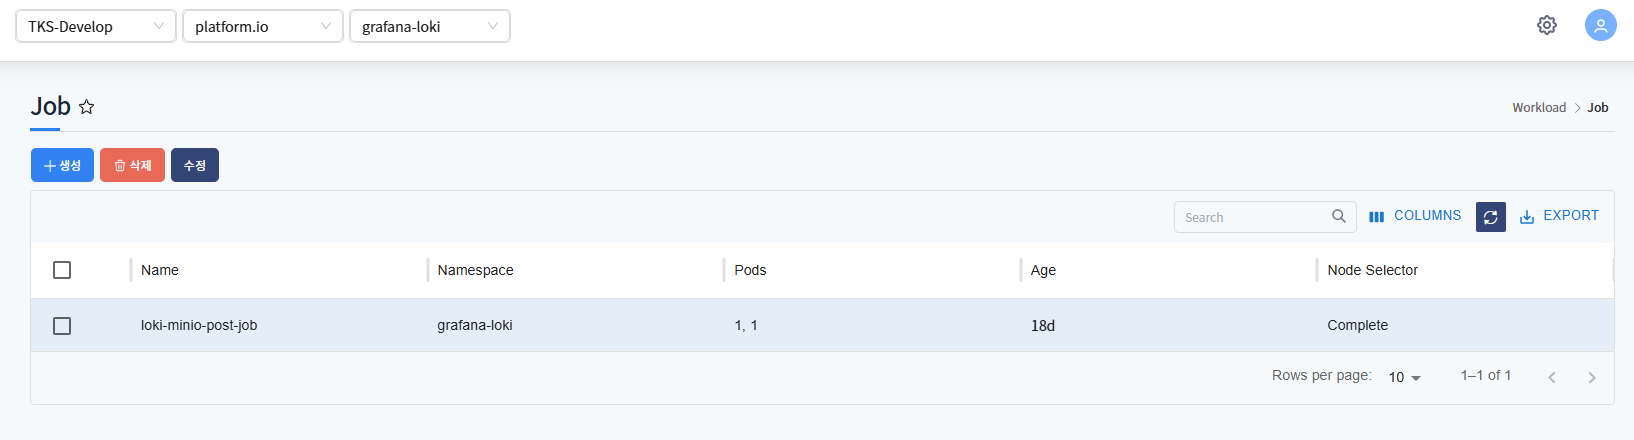 TKS-Develop platform.io grafana-loki
Job
Workload > Job
생성 삭제 수정
Search COLUMNS EXPORT
Name Namespace Pods Age Node Selector
loki-minio-post-job grafana-loki 1, 1 18d Complete
Rows per page: 10 1–1 of 1